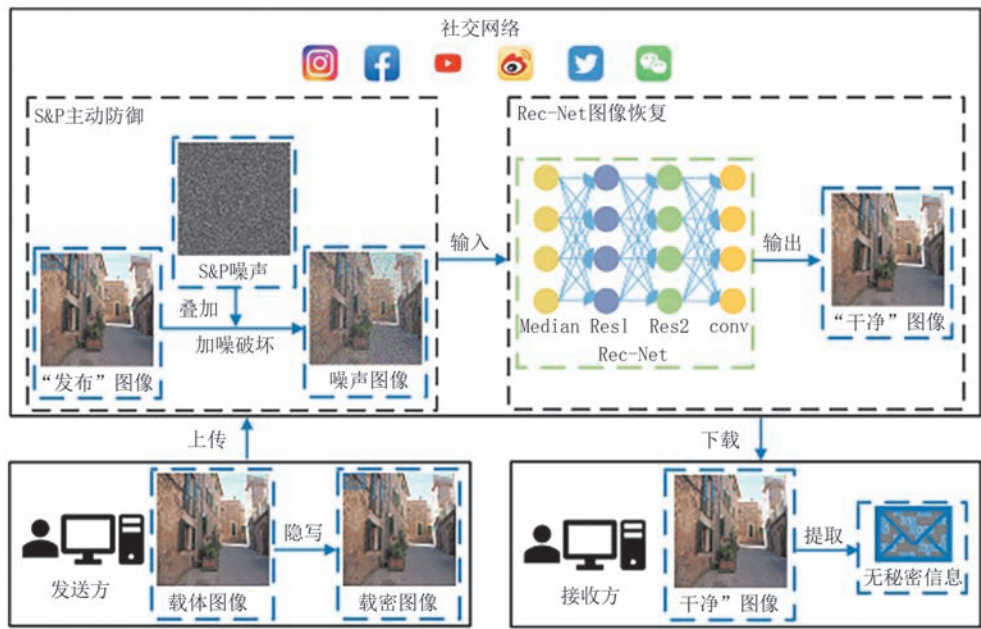 社交网络
S&P主动防御
S&P噪声
叠加
加噪破坏
“发布”图像
噪声图像
输入
Rec-Net图像恢复
Median Res1 Res2 conv
Rec-Net
输出
“干净”图像
上传
下载
发送方
载体图像
隐写
载密图像
接收方
干净”图像
提取
无秘密信息